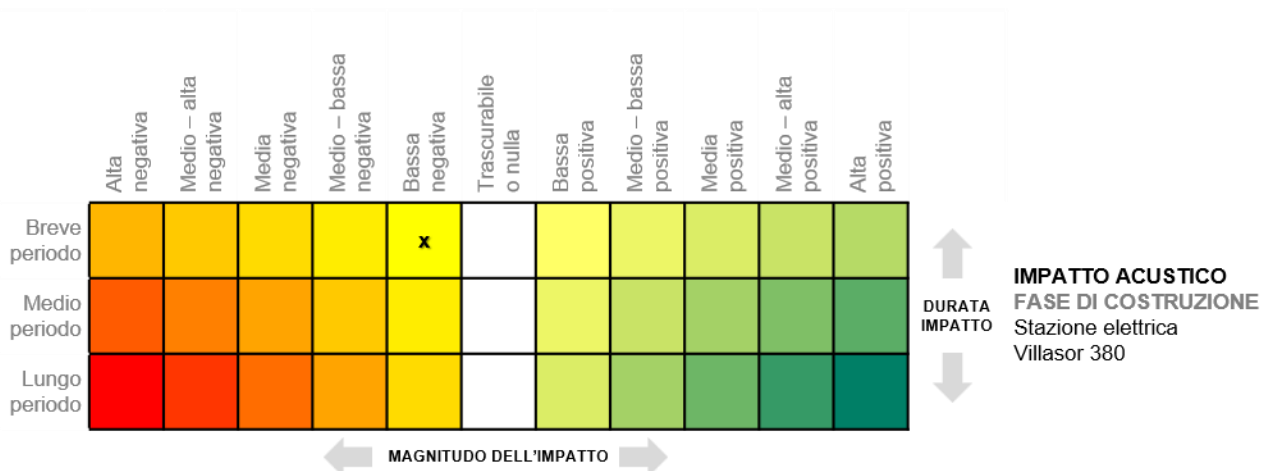 Alta
negativa
Medio – alta
negativa
Media
negativa
Medio – bassa
negativa
Bassa
negativa
Trascurabile
o nulla
Bassa
positiva
Medio – bassa
positiva
Media
positiva
Medio – alta
positiva
Alta
positiva
Breve
periodo
x
Medio
periodo
Lungo
periodo
DURATA
IMPATTO
MAGNITUDO DELL'IMPATTO
IMPATTO ACUSTICO
FASE DI COSTRUZIONE
Stazione elettrica
Villasor 380